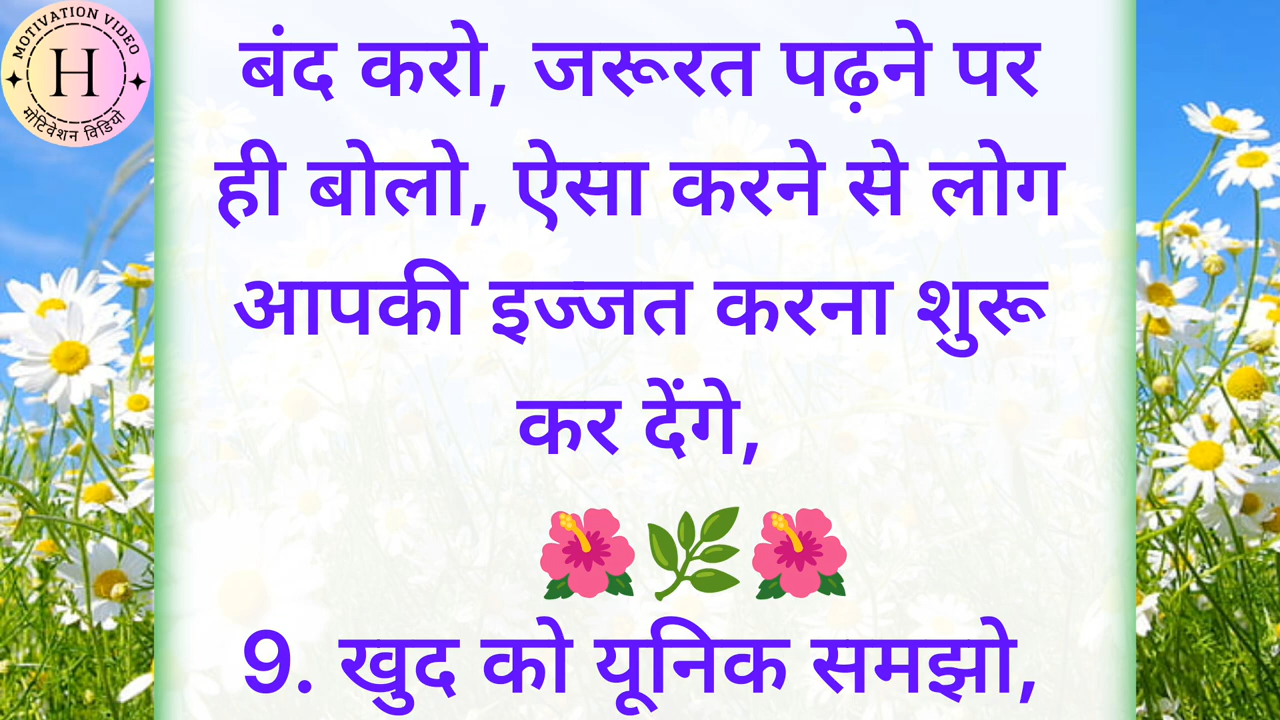 MOTIVATION VIDEO
H
मोटिवेशन विडियो
बंद करो, जरूरत पढ़ने पर
ही बोलो, ऐसा करने से लोग
आपकी इज्जत करना शुरू
कर देंगे,
9. खुद को यूनिक समझो,